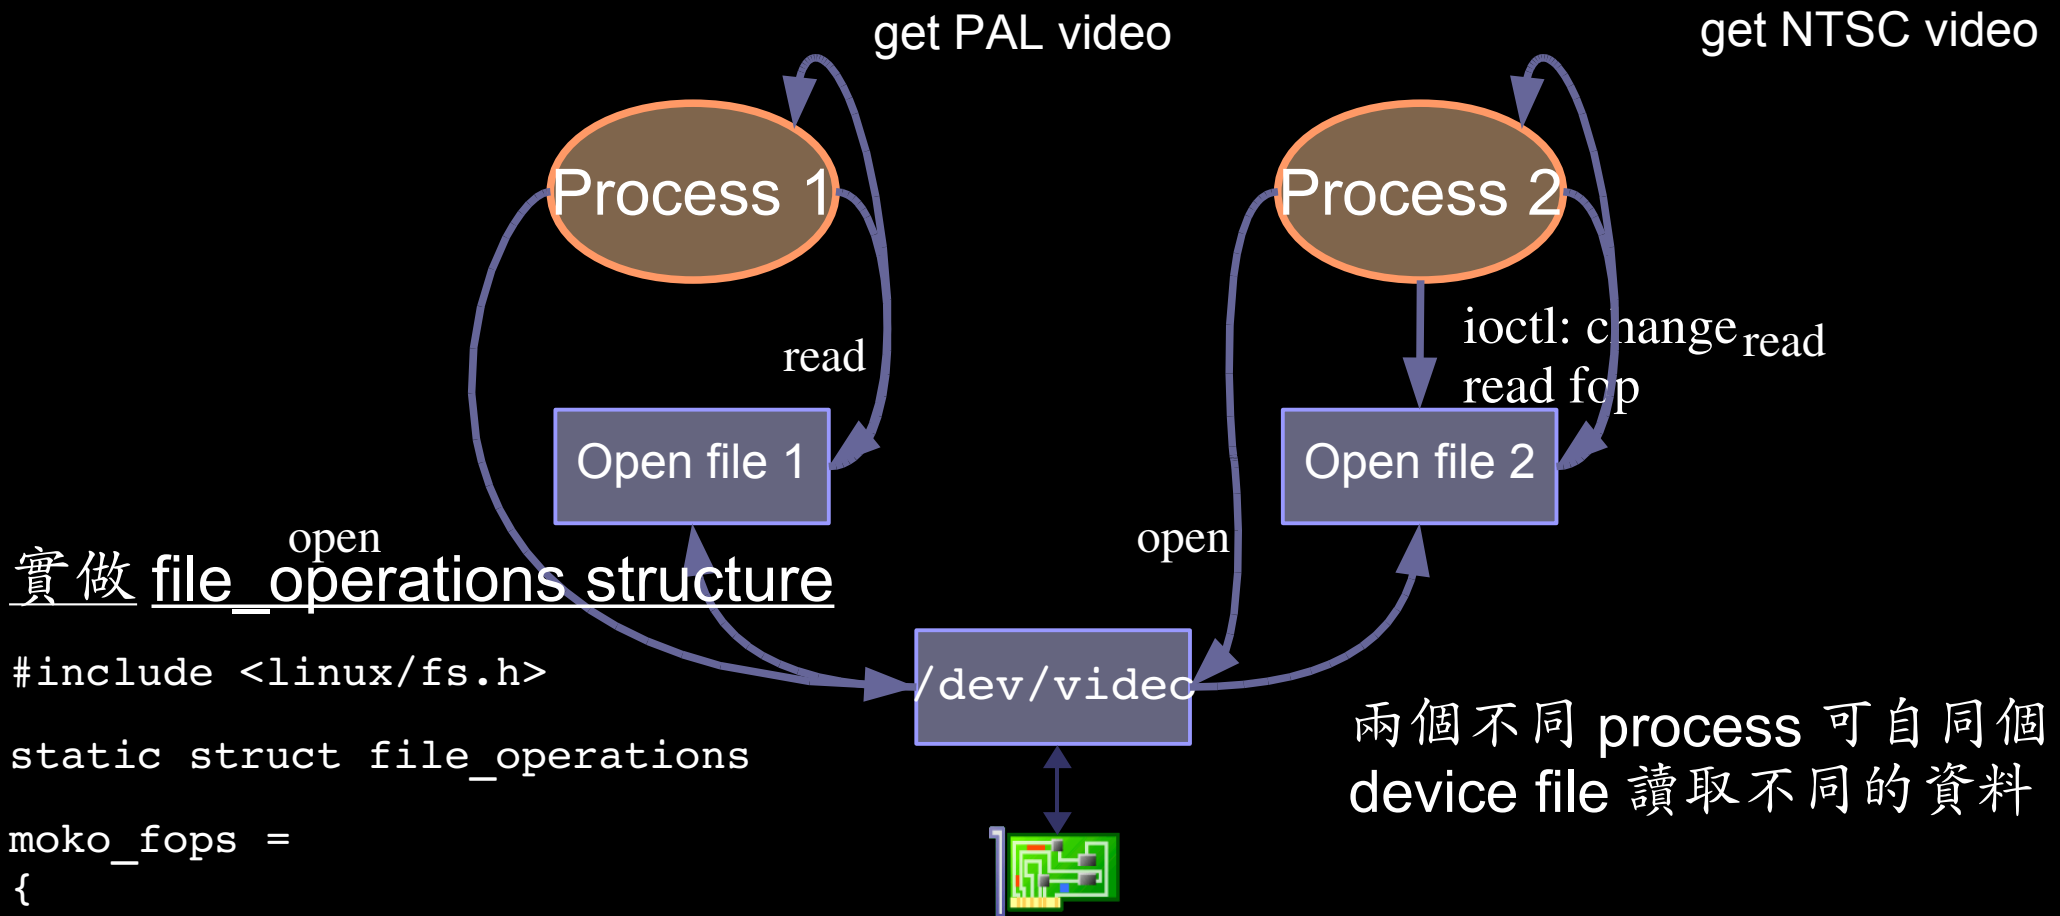 get PAL video
get NTSC video
Process 1
Process 2
ioctl: change
read
read fop
read
Open file 1
Open file 2
open
open
實做 file_operations structure
#include <linux/fs.h>
/dev/video
static struct file_operations
兩個不同 process 可自同個
device file 讀取不同的資料
moko_fops =
{